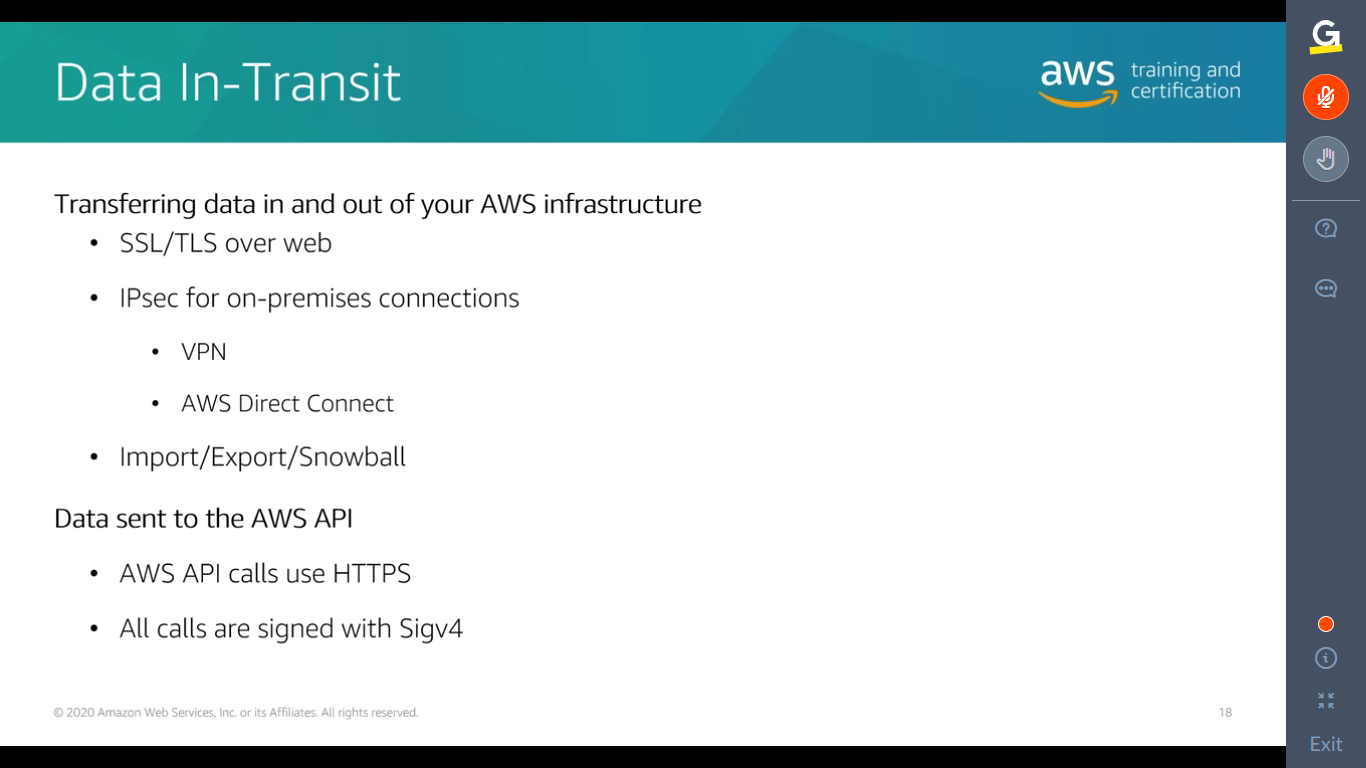 Data In-Transit
aws training and
certification
Transferring data in and out of your AWS infrastructure
• SSL/TLS over web
• IPsec for on-premises connections
• VPN
• AWS Direct Connect
• Import/Export/Snowball
Data sent to the AWS API
• AWS API calls use HTTPS
• All calls are signed with Sigv4
© 2020 Amazon Web Services, Inc. or its Affiliates. All rights reserved.
18
Exit